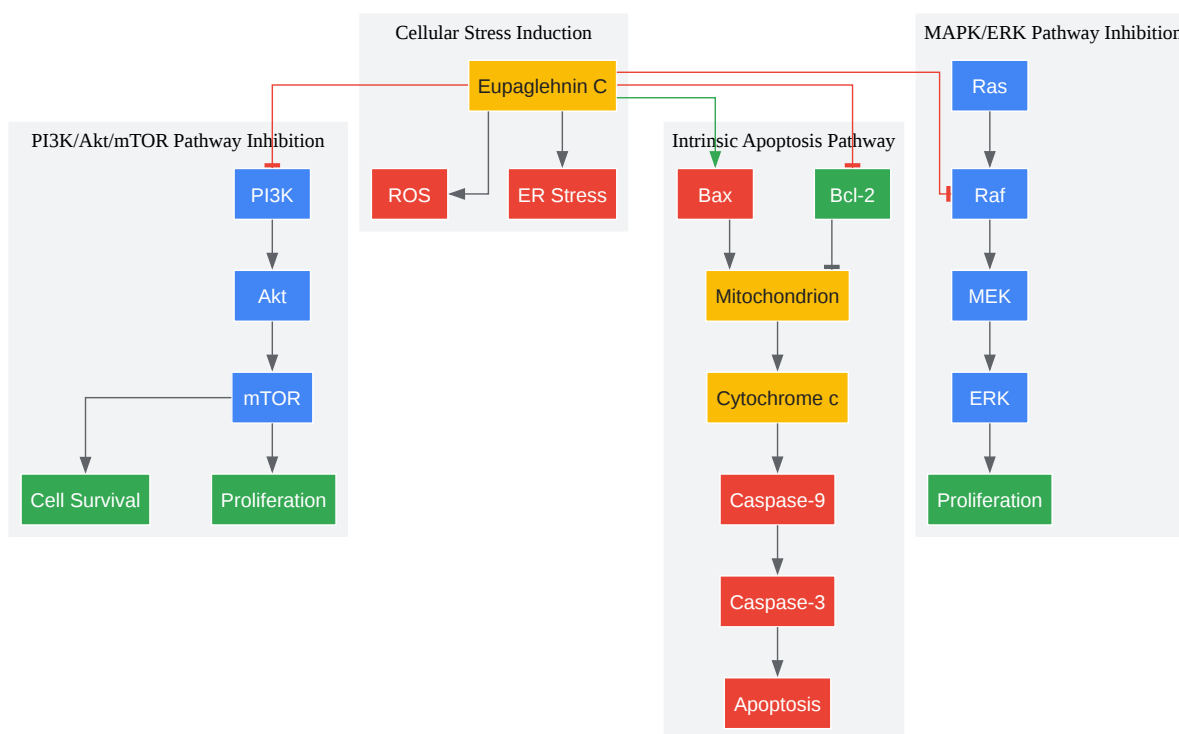 Cellular Stress Induction
MAPK/ERK Pathway Inhibition
Eupaglehnin C
Ras
PI3K/Akt/mTOR Pathway Inhibition
Intrinsic Apoptosis Pathway
PI3K
ROS
ER Stress
Bax
Bcl-2
Raf
Akt
Mitochondrion
MEK
mTOR
Cytochrome c
ERK
Cell Survival
Proliferation
Caspase-9
Proliferation
Caspase-3
Apoptosis